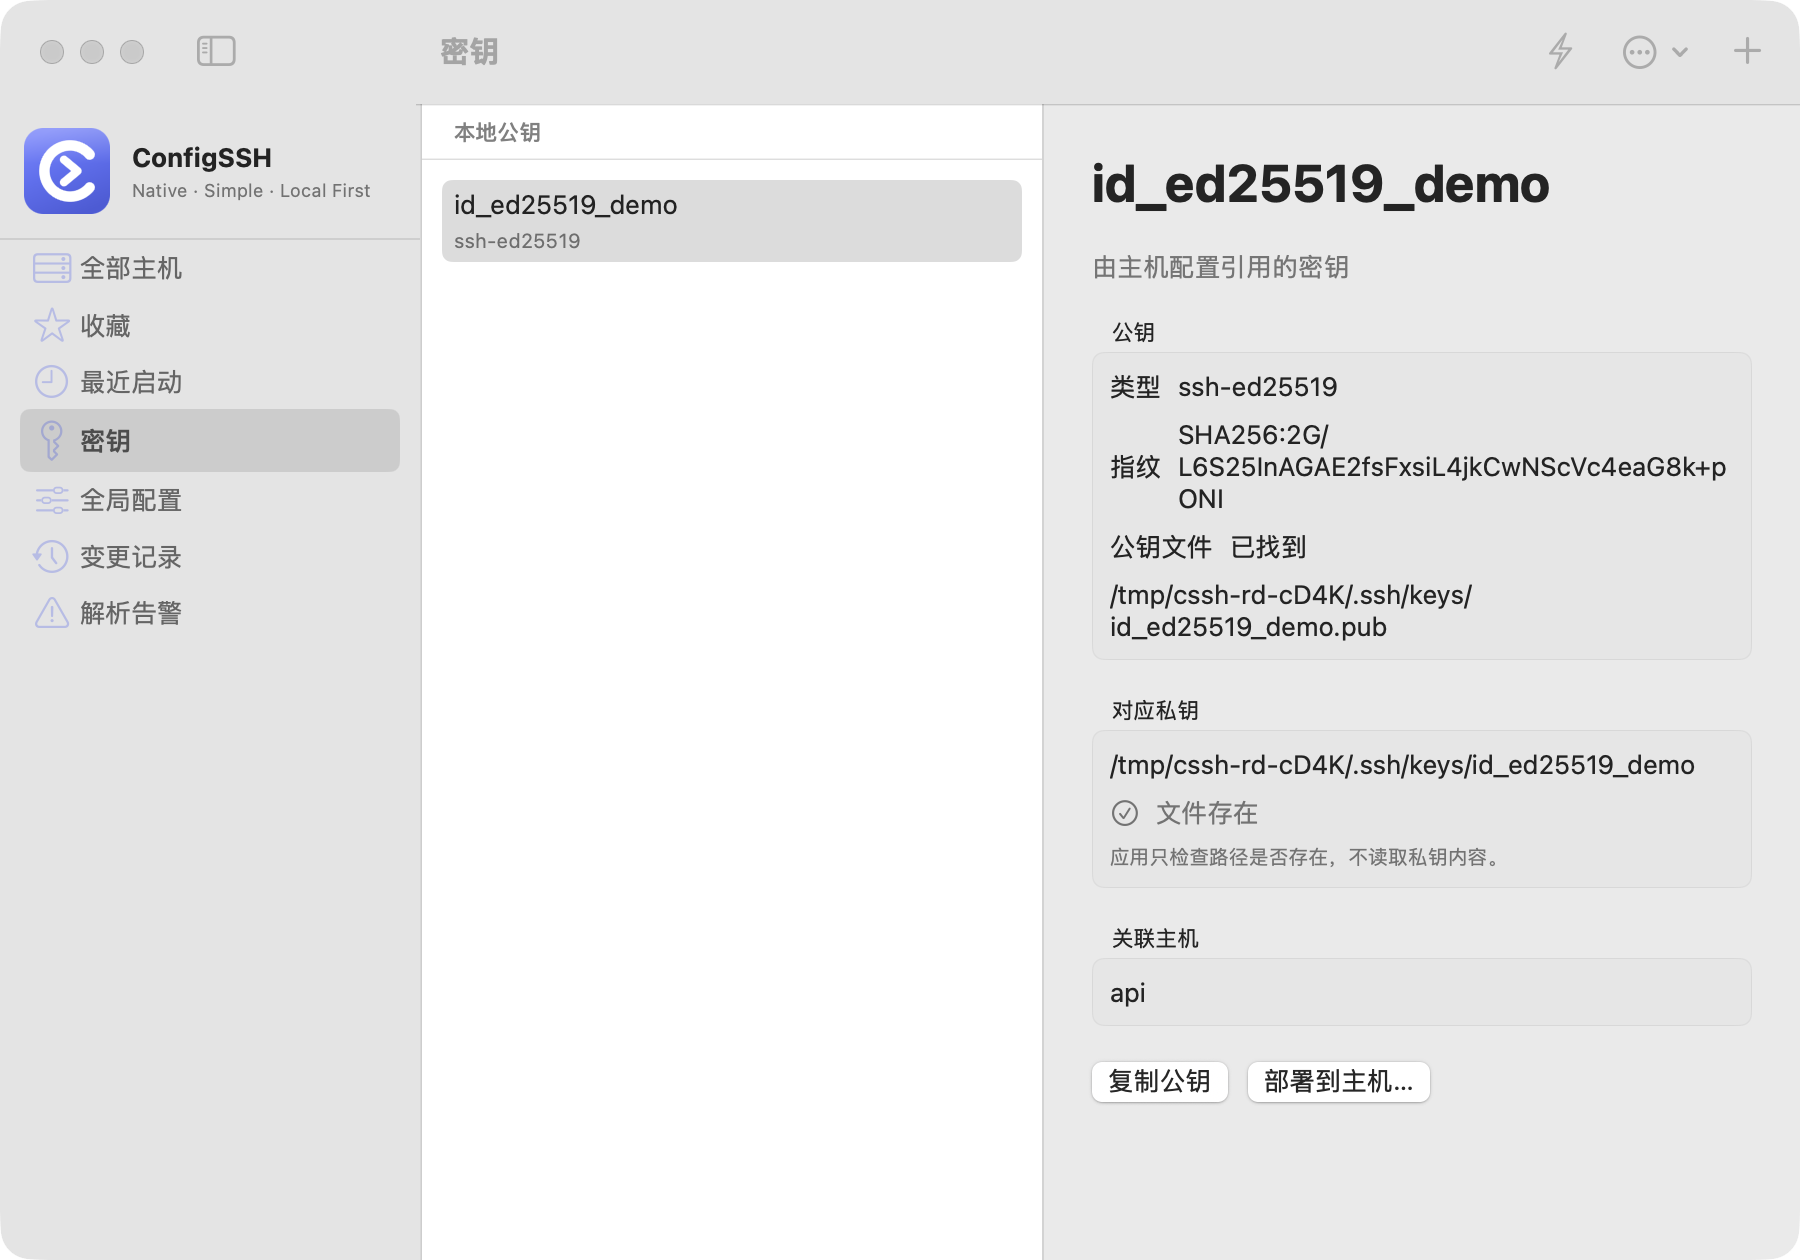 密钥
ConfigSSH
Native · Simple · Local First
全部主机
收藏
最近启动
密钥
全局配置
变更记录
解析告警
本地公钥
id_ed25519_demo
ssh-ed25519
id_ed25519_demo
由主机配置引用的密钥
公钥
类型 ssh-ed25519
指纹 SHA256:2G/
L6S25InAGAE2fsFxsiL4jkCwNScVc4eaG8k+p
ONI
公钥文件 已找到
/tmp/cssh-rd-cD4K/.ssh/keys/
id_ed25519_demo.pub
对应私钥
/tmp/cssh-rd-cD4K/.ssh/keys/id_ed25519_demo
文件存在
应用只检查路径是否存在，不读取私钥内容。
关联主机
api
复制公钥
部署到主机...